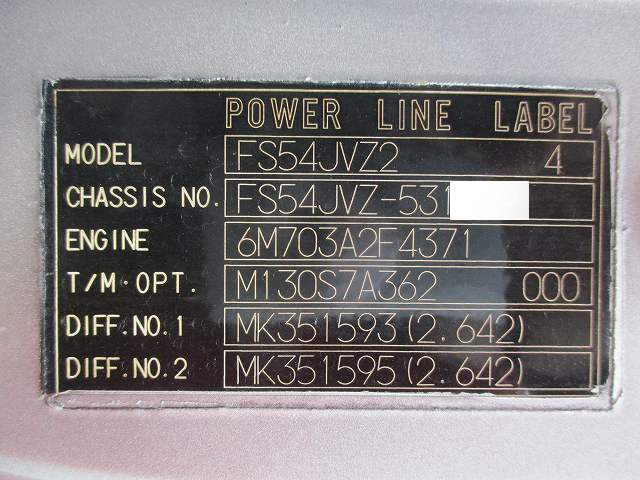 POWER LINE LABEL
MODEL FS54JVZ2 4
CHASSIS NO. FS54JVZ-531
ENGINE 6M703A2F4371
T/M·OPT. M130S7A362 000
DIFF.NO.1 MK351593(2.642)
DIFF.NO.2 MK351595(2.642)